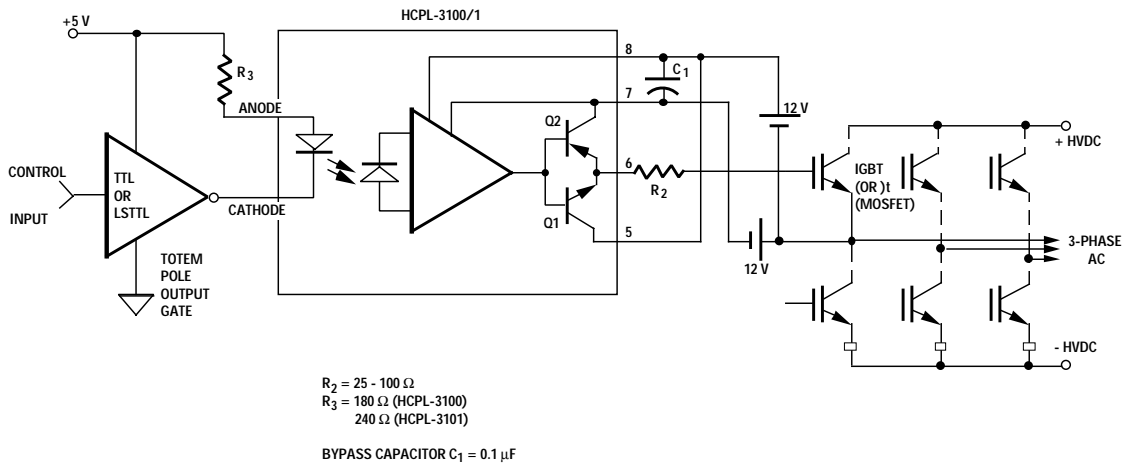 HCPL-3100/1
+5 V
8
R3
C1
7
ANODE
12 V
Q2
+ HVDC
6
CONTROL
INPUT
TTL
OR
LSTTL
IGBT
(OR )t
(MOSFET)
R2
CATHODE
Q1
5
3-PHASE
AC
12 V
TOTEM
POLE
OUTPUT
GATE
- HVDC
R2 = 25 - 100 Ω
R3 = 180 Ω (HCPL-3100)
240 Ω (HCPL-3101)
BYPASS CAPACITOR C1 = 0.1 µF